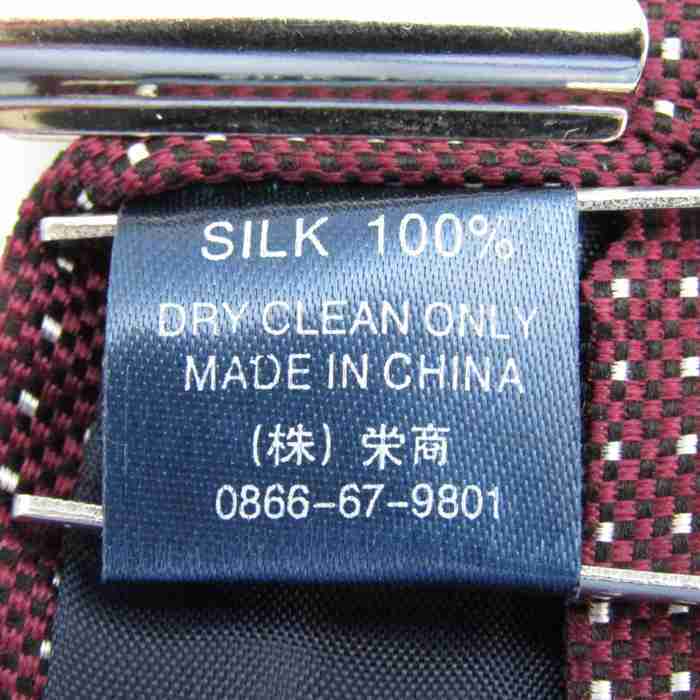 SILK 100%
DRY CLEAN ONLY
MADE IN CHINA
(株) 栄商
0866-67-9801